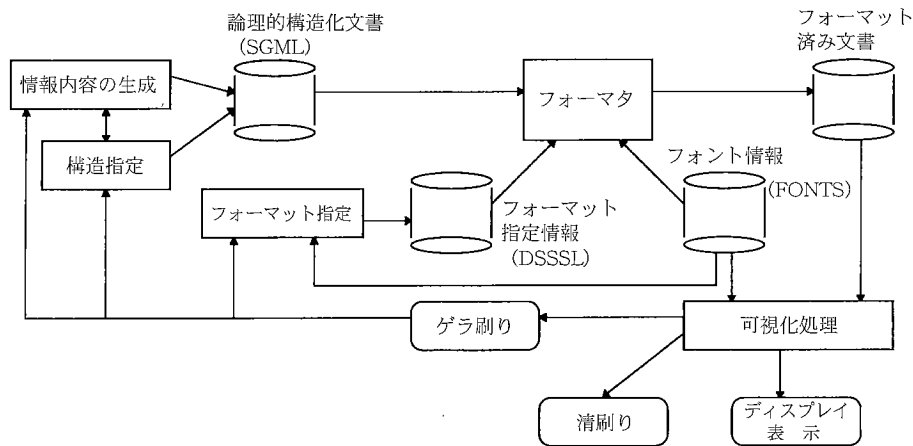 論理的構造化文書
(SGML)
フォーマット
済み文書
情報内容の生成
フォーマタ
構造指定
フォント情報
(FONTS)
フォーマット指定
フォーマット
指定情報
(DSSSL)
ゲラ刷り
可視化処理
清刷り
ディスプレイ
表 示